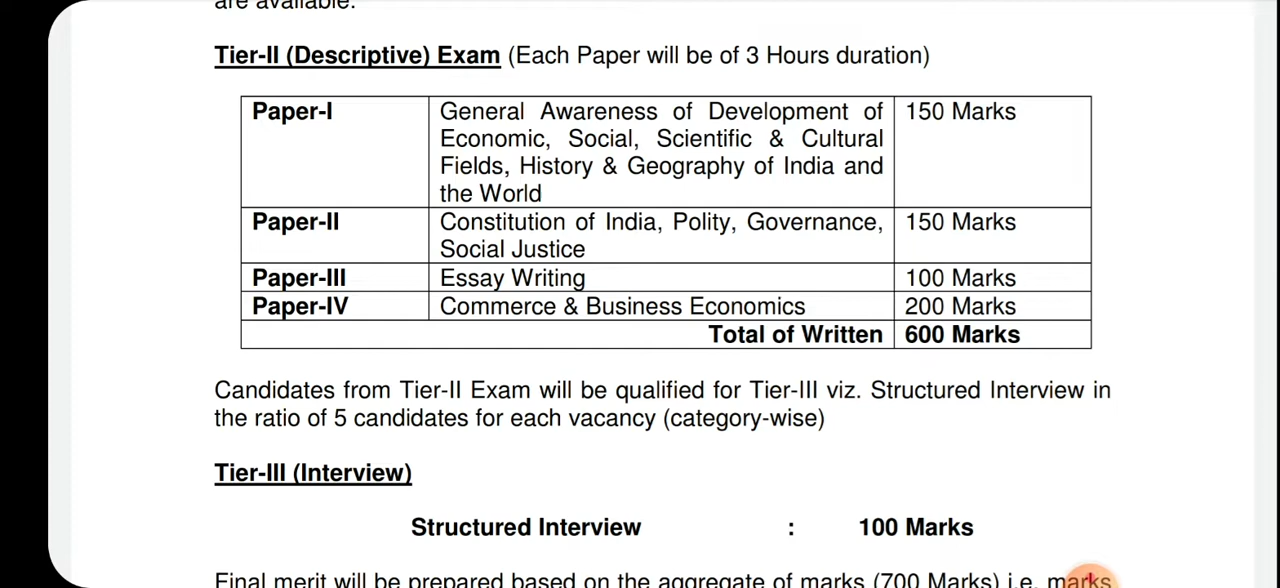 are available.
Tier-II (Descriptive) Exam (Each Paper will be of 3 Hours duration)
Paper-I General Awareness of Development of 150 Marks
Economic, Social, Scientific & Cultural
Fields, History & Geography of India and
the World
Paper-II Constitution of India, Polity, Governance, 150 Marks
Social Justice
Paper-III Essay Writing 100 Marks
Paper-IV Commerce & Business Economics 200 Marks
Total of Written 600 Marks
Candidates from Tier-II Exam will be qualified for Tier-III viz. Structured Interview in
the ratio of 5 candidates for each vacancy (category-wise)
Tier-III (Interview)
Structured Interview : 100 Marks
Final merit will be prepared based on the aggregate of marks (700 Marks) i.e. marks